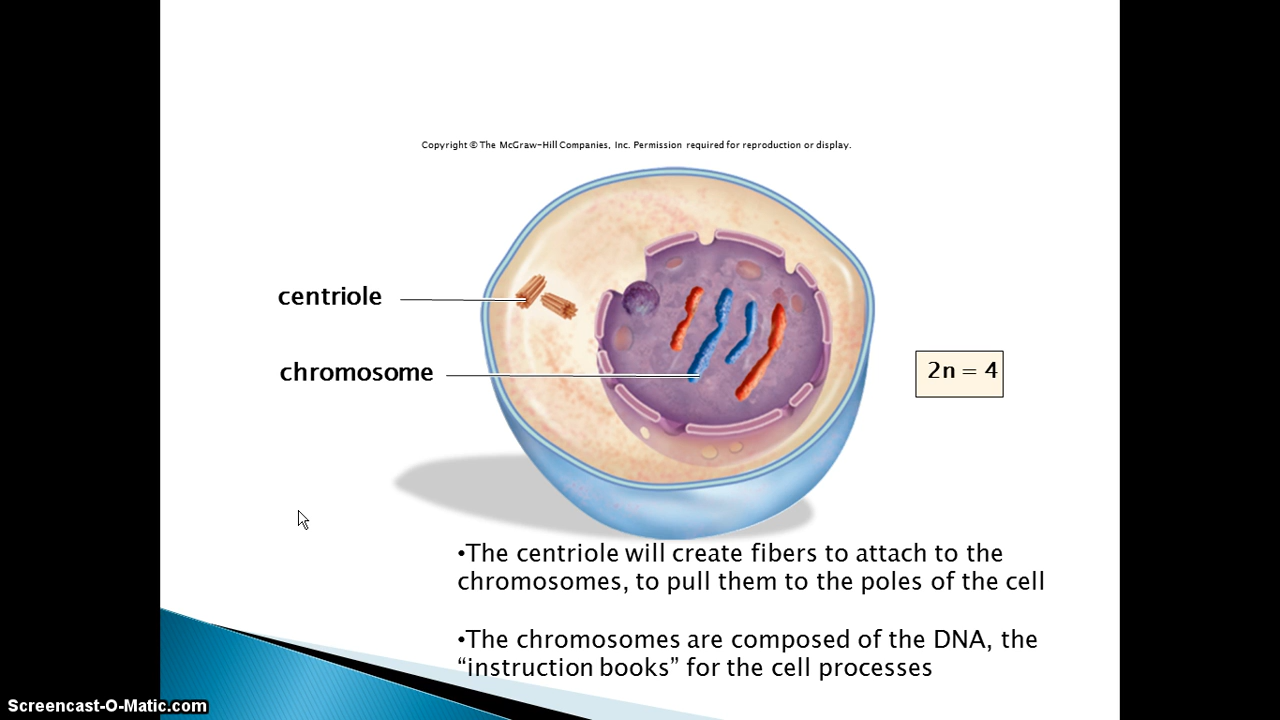 Copyright © The McGraw-Hill Companies, Inc. Permission required for reproduction or display.
centriole
chromosome
2n = 4
•The centriole will create fibers to attach to the
chromosomes, to pull them to the poles of the cell
•The chromosomes are composed of the DNA, the
“instruction books” for the cell processes
Screencast-O-Matic.com